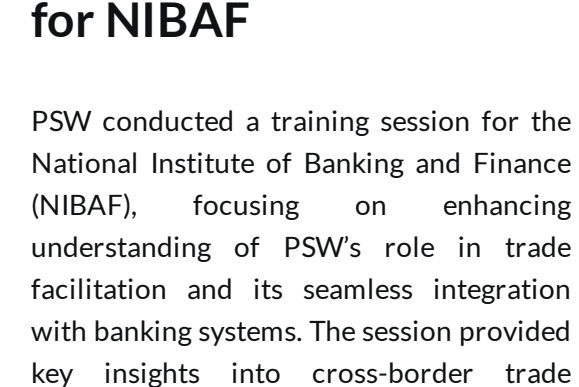 for NIBAF
PSW conducted a training session for the
National Institute of Banking and Finance
(NIBAF), focusing on enhancing
understanding of PSW’s role in trade
facilitation and its seamless integration
with banking systems. The session provided
key insights into cross-border trade